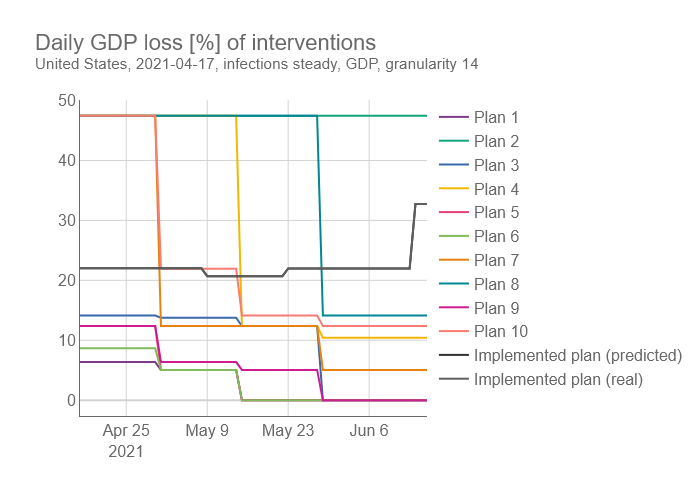 Daily GDP loss [%] of interventions
United States, 2021-04-17, infections steady, GDP, granularity 14
50
40
30
20
10
0
Apr 25
2021
May 9
May 23
Jun 6
Plan 1
Plan 2
Plan 3
Plan 4
Plan 5
Plan 6
Plan 7
Plan 8
Plan 9
Plan 10
Implemented plan (predicted)
Implemented plan (real)